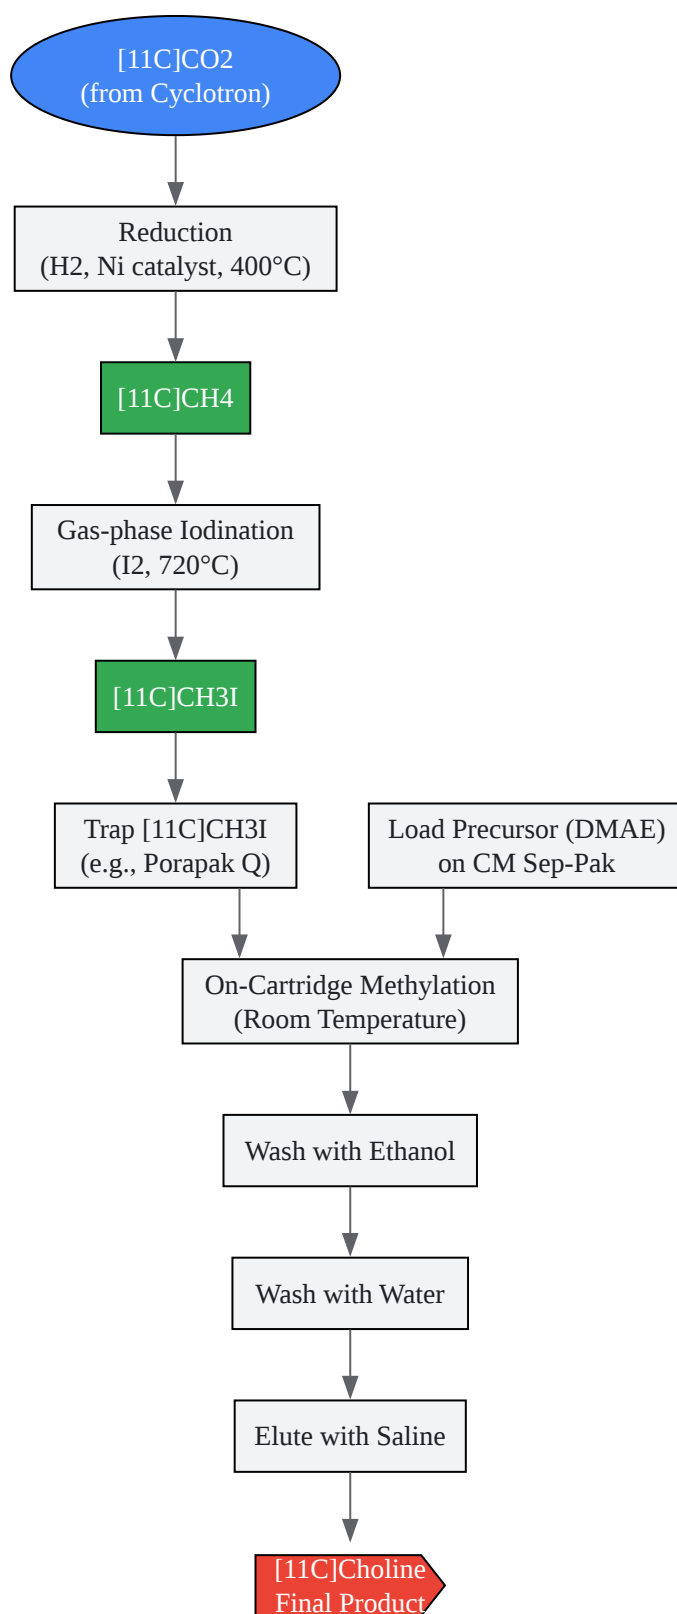 [11C]CO2
(from Cyclotron)
Reduction
(H2, Ni catalyst, 400°C)
[11C]CH4
Gas-phase Iodination
(I2, 720°C)
[11C]CH3I
Trap [11C]CH3I
(e.g., Porapak Q)
Load Precursor (DMAE)
on CM Sep-Pak
On-Cartridge Methylation
(Room Temperature)
Wash with Ethanol
Wash with Water
Elute with Saline
[11C]Choline
Final Product